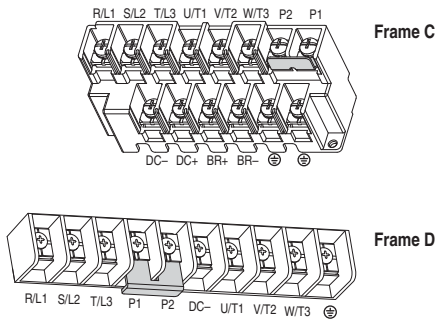 R/L1 S/L2 T/L3 U/T1 V/T2 W/T3 P2 P1
Frame C
DC– DC+ BR+ BR–
Frame D
R/L1 S/L2 T/L3 P1 P2 DC– U/T1 V/T2 W/T3